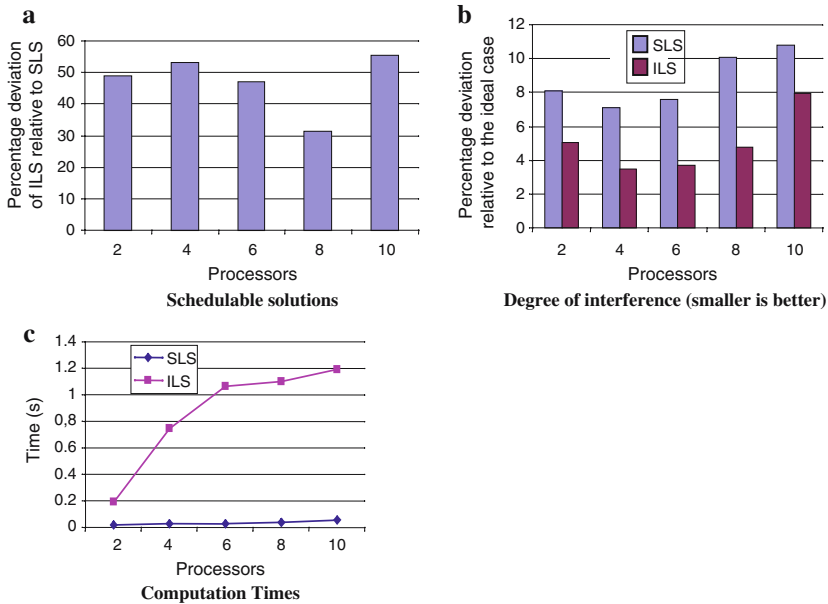 a
Percentage deviation
of ILS relative to SLS
60
50
40
30
20
10
0
2 4 6 8 10
Processors
Schedulable solutions
b
Percentage deviation
relative to the ideal case
12
10
8
6
4
2
0
SLS
ILS
2 4 6 8 10
Processors
Degree of interference (smaller is better)
c
Time (s)
1.4
1.2
1
0.8
0.6
0.4
0.2
0
SLS
ILS
2 4 6 8 10
Processors
Computation Times